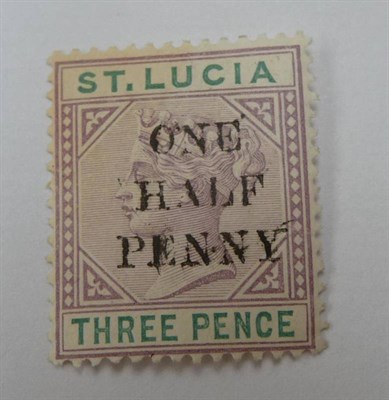 ST. LUCIA
ONE
HALF
PENNY
THREE PENCE